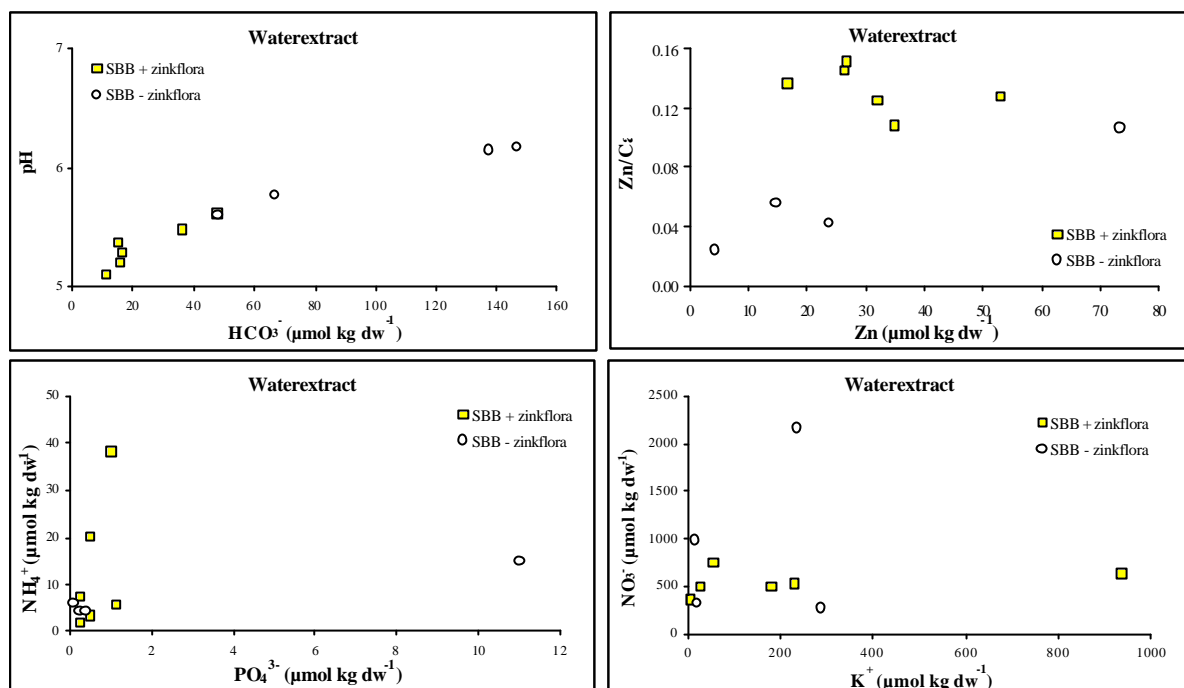 Waterextract
7
6
5
pH
SBB + zinkflora
SBB - zinkflora
0 20 40 60 80 100 120 140 160
HCO₃⁻ (µmol kg dw⁻¹)
Waterextract
0.16
0.12
0.08
0.04
0.00
Zn/Ca
SBB + zinkflora
SBB - zinkflora
0 10 20 30 40 50 60 70 80
Zn (µmol kg dw⁻¹)
Waterextract
50
40
30
20
10
0
NH₄⁺ (µmol kg dw⁻¹)
SBB + zinkflora
SBB - zinkflora
0 2 4 6 8 10 12
PO₄³⁻ (µmol kg dw⁻¹)
Waterextract
2500
2000
1500
1000
500
0
NO₃⁻ (µmol kg dw⁻¹)
SBB + zinkflora
SBB - zinkflora
0 200 400 600 800 1000
K⁺ (µmol kg dw⁻¹)